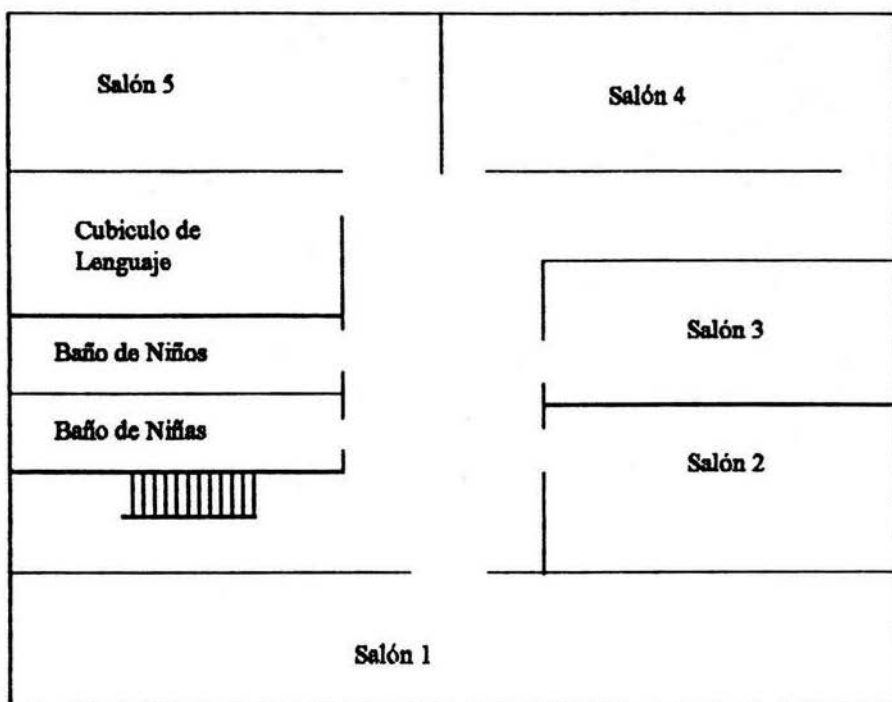 Salón 5
Salón 4
Cubiculo de
Lenguaje
Baño de Niños
Salón 3
Baño de Niñas
Salón 2
Salón 1